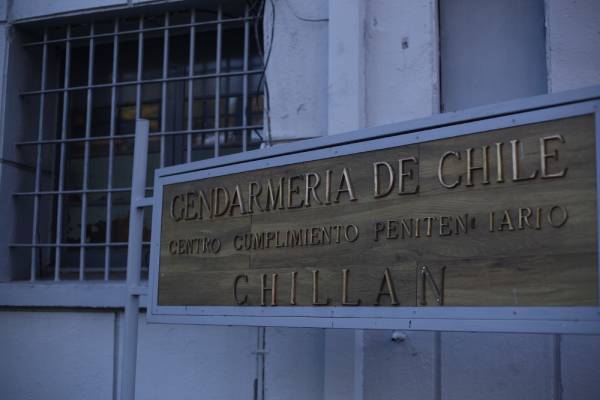 GENDARMERIA DE CHILE
CENTRO CUMPLIMIENTO PENITEN IARIO
CHILLAN